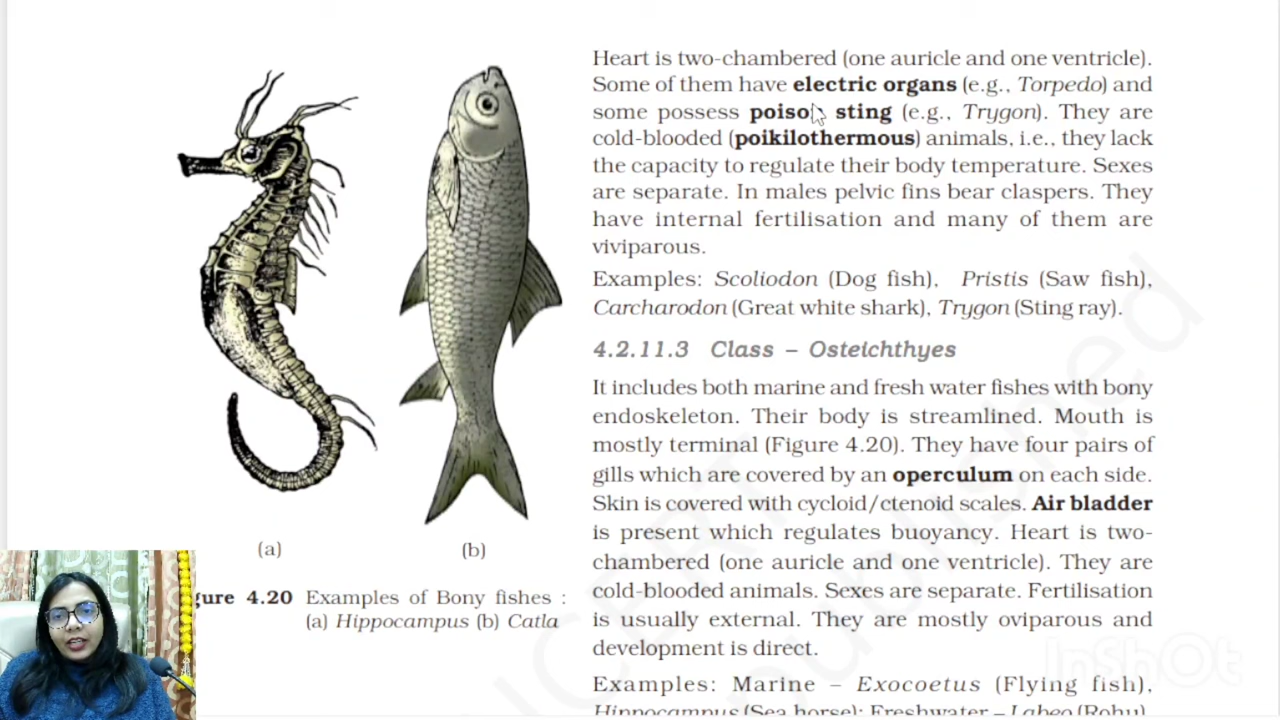 Heart is two-chambered (one auricle and one ventricle).
Some of them have electric organs (e.g., Torpedo) and
some possess poison sting (e.g., Trygon). They are
cold-blooded (poikilothermous) animals, i.e., they lack
the capacity to regulate their body temperature. Sexes
are separate. In males pelvic fins bear claspers. They
have internal fertilisation and many of them are
viviparous.
Examples: Scoliodon (Dog fish), Pristis (Saw fish),
Carcharodon (Great white shark), Trygon (Sting ray).
4.2.11.3 Class – Osteichthyes
It includes both marine and fresh water fishes with bony
endoskeleton. Their body is streamlined. Mouth is
mostly terminal (Figure 4.20). They have four pairs of
gills which are covered by an operculum on each side.
Skin is covered with cycloid/ctenoid scales. Air bladder
is present which regulates buoyancy. Heart is two-
chambered (one auricle and one ventricle). They are
cold-blooded animals. Sexes are separate. Fertilisation
is usually external. They are mostly oviparous and
development is direct.
Examples: Marine – Exocoetus (Flying fish),
Hippocampus (Sea horse); Freshwater – Labeo (Rohu)
(a) (b)
gure 4.20 Examples of Bony fishes :
(a) Hippocampus (b) Catla
InShOt